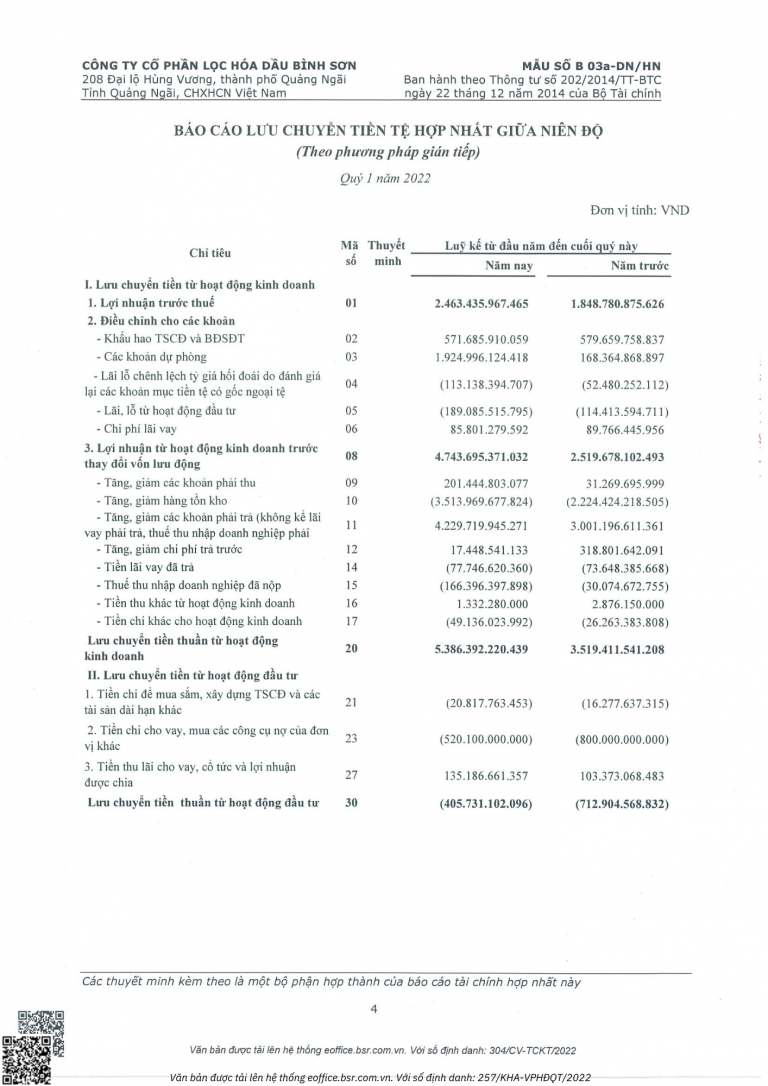 CÔNG TY CỔ PHẦN LỌC HÓA DẦU BÌNH SƠN
208 Đại lộ Hùng Vương, thành phố Quảng Ngãi
Tỉnh Quảng Ngãi, CHXHCN Việt Nam
MẪU SỐ B 03a-DN/HN
Ban hành theo Thông tư số 202/2014/TT-BTC
ngày 22 tháng 12 năm 2014 của Bộ Tài chính
BÁO CÁO LƯU CHUYỂN TIỀN TỆ HỢP NHẤT GIỮA NIÊN ĐỘ
(Theo phương pháp gián tiếp)
Quý 1 năm 2022
Đơn vị tính: VND
Chỉ tiêu Mã số Thuyết minh Luỹ kế từ đầu năm đến cuối quý này
Năm nay Năm trước
I. Lưu chuyển tiền từ hoạt động kinh doanh
1. Lợi nhuận trước thuế 01 2.463.435.967.465 1.848.780.875.626
2. Điều chỉnh cho các khoản
- Khấu hao TSCĐ và BĐSĐT 02 571.685.910.059 579.659.758.837
- Các khoản dự phòng 03 1.924.996.124.418 168.364.868.897
- Lãi lỗ chênh lệch tỷ giá hối đoái do đánh giá
lại các khoản mục tiền tệ có gốc ngoại tệ 04 (113.138.394.707) (52.480.252.112)
- Lãi, lỗ từ hoạt động đầu tư 05 (189.085.515.795) (114.413.594.711)
- Chi phí lãi vay 06 85.801.279.592 89.766.445.956
3. Lợi nhuận từ hoạt động kinh doanh trước
thay đổi vốn lưu động 08 4.743.695.371.032 2.519.678.102.493
- Tăng, giảm các khoản phải thu 09 201.444.803.077 31.269.695.999
- Tăng, giảm hàng tồn kho 10 (3.513.969.677.824) (2.224.424.218.505)
- Tăng, giảm các khoản phải trả (không kể lãi
vay phải trả, thuế thu nhập doanh nghiệp phải 11 4.229.719.945.271 3.001.196.611.361
- Tăng, giảm chi phí trả trước 12 17.448.541.133 318.801.642.091
- Tiền lãi vay đã trả 14 (77.746.620.360) (73.648.385.668)
- Thuế thu nhập doanh nghiệp đã nộp 15 (166.396.397.898) (30.074.672.755)
- Tiền thu khác từ hoạt động kinh doanh 16 1.332.280.000 2.876.150.000
- Tiền chi khác cho hoạt động kinh doanh 17 (49.136.023.992) (26.263.383.808)
Lưu chuyển tiền thuần từ hoạt động
kinh doanh 20 5.386.392.220.439 3.519.411.541.208
II. Lưu chuyển tiền từ hoạt động đầu tư
1. Tiền chi để mua sắm, xây dựng TSCĐ và các
tài sản dài hạn khác 21 (20.817.763.453) (16.277.637.315)
2. Tiền chi cho vay, mua các công cụ nợ của đơn
vị khác 23 (520.100.000.000) (800.000.000.000)
3. Tiền thu lãi cho vay, cổ tức và lợi nhuận
được chia 27 135.186.661.357 103.373.068.483
Lưu chuyển tiền thuần từ hoạt động đầu tư 30 (405.731.102.096) (712.904.568.832)
Các thuyết minh kèm theo là một bộ phận hợp thành của báo cáo tài chính hợp nhất này
4
Văn bản được tải lên hệ thống eoffice.bsr.com.vn. Với số định danh: 304/CV-TCKT/2022
Văn bản được tải lên hệ thống eoffice.bsr.com.vn. Với số định danh: 257/KHA-VPHĐQT/2022